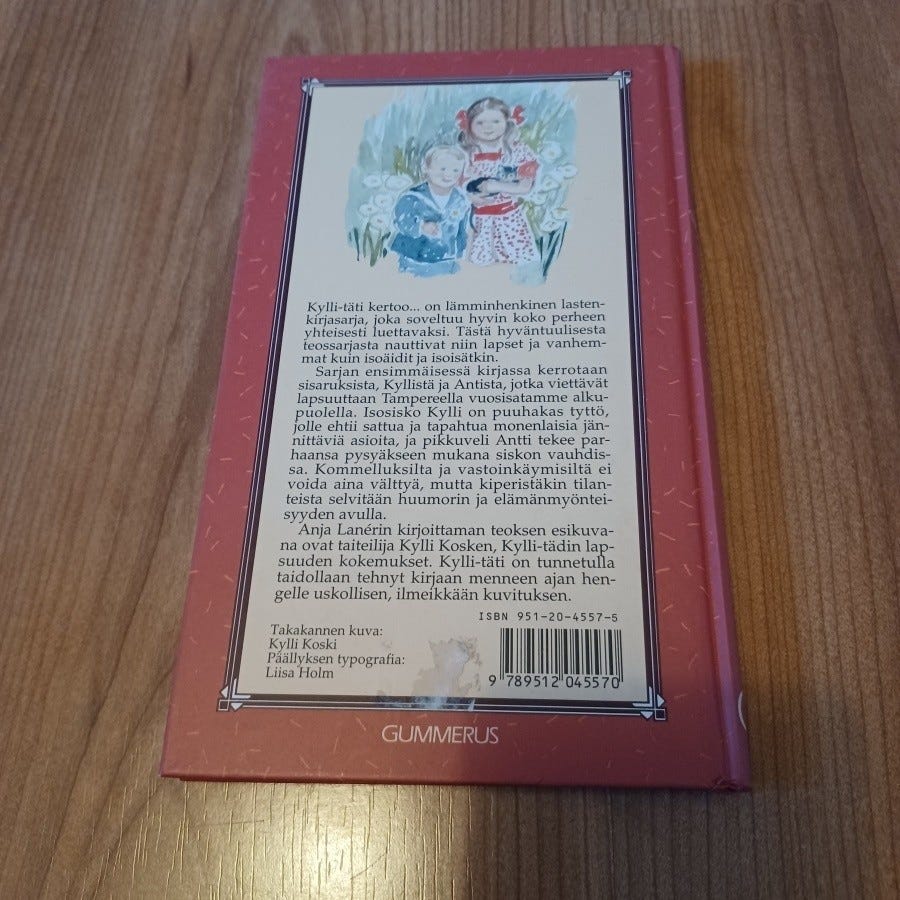 Kylli-täti kertoo... on lämminhenkinen lasten-
kirjasarja, joka soveltuu hyvin koko perheen
yhteisesti luettavaksi. Tästä hyväntuulisesta
teossarjasta nauttivat niin lapset ja vanhem-
mat kuin isoäidit ja isoisätkin.
Sarjan ensimmäisessä kirjassa kerrotaan
sisaruksista, Kyllistä ja Antista, jotka viettävät
lapsuuttaan Tampereella vuosisatamme alku-
puolella. Isosisko Kylli on puuhakas tyttö,
jolle ehtii sattua ja tapahtua monenlaisia jän-
nittäviä asioita, ja pikkuveli Antti tekee par-
haansa pysyäkseen mukana siskon vauhdis-
sa. Kommelluksilta ja vastoinkäymisiltä ei
voida aina välttyä, mutta kiperistäkin tilan-
teista selvitään huumorin ja elämänmyöntei-
syyden avulla.
Anja Lanérin kirjoittaman teoksen esikuva-
na ovat taiteilija Kylli Kosken, Kylli-tädin lap-
suuden kokemukset. Kylli-täti on tunnetulla
taidollaan tehnyt kirjaan menneen ajan hen-
gelle uskollisen, ilmeikkään kuvituksen.
ISBN 951-20-4557-5
Takakannen kuva:
Kylli Koski
Päällyksen typografia:
Liisa Holm
9 789512 045570
GUMMERUS